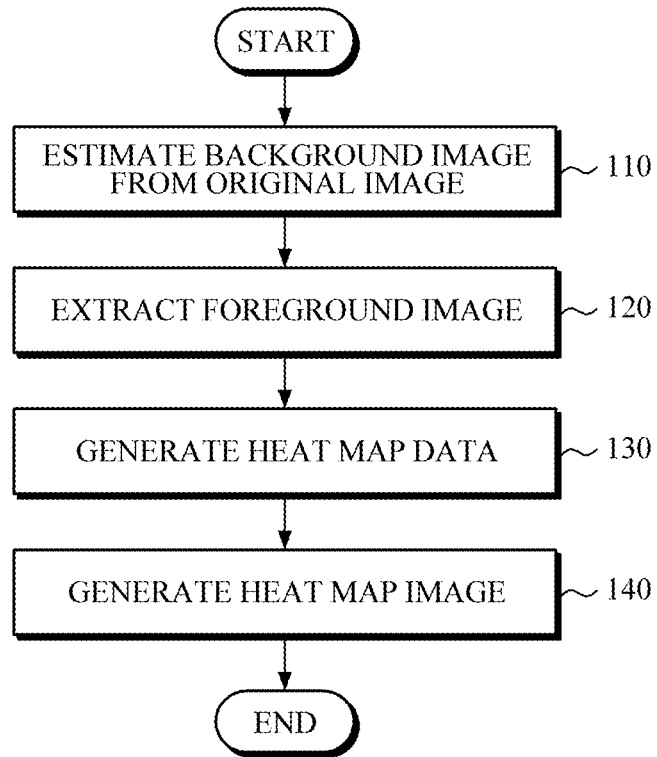 START
ESTIMATE BACKGROUND IMAGE
FROM ORIGINAL IMAGE
110
EXTRACT FOREGROUND IMAGE
120
GENERATE HEAT MAP DATA
130
GENERATE HEAT MAP IMAGE
140
END